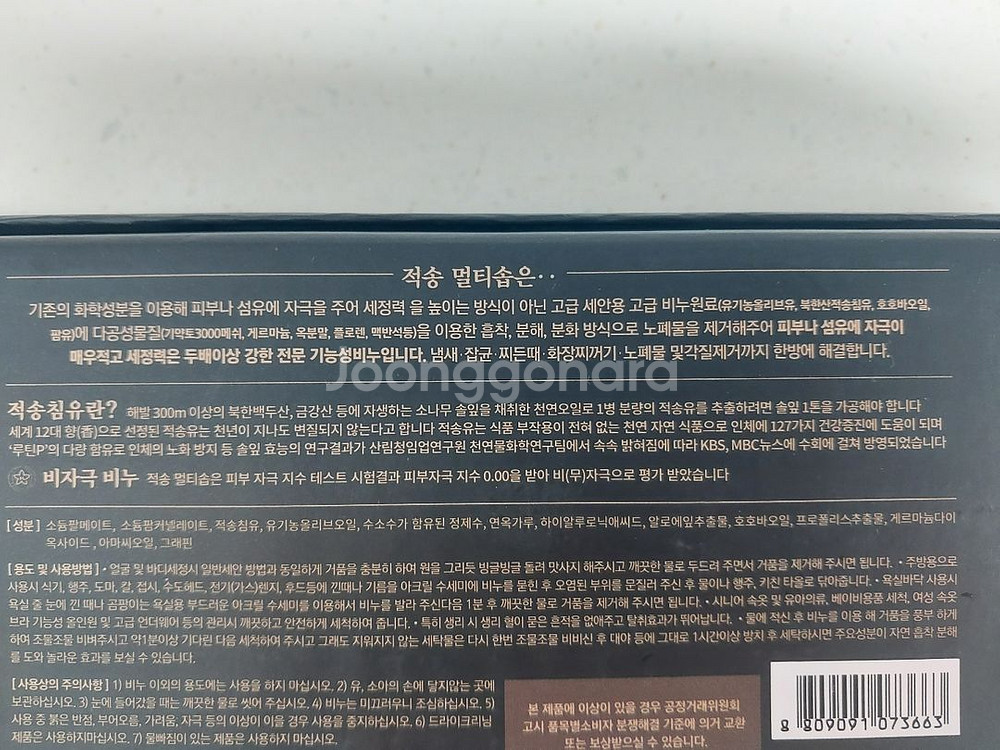 적송 멀티솝은··
기존의 화학성분을 이용해 피부나 섬유에 자극을 주어 세정력 을 높이는 방식이 아닌 고급 세안용 고급 비누원료(유기농올리브유, 북한산적송침유, 호호바오일,
팜유)에 다공성물질(기약토3000메쉬, 게르마늄, 옥분말, 플로렌, 맥반석등)을 이용한 흡착, 분해, 분화 방식으로 노폐물을 제거해주어 피부나 섬유에 자극이
매우적고 세정력은 두배이상 강한 전문 기능성비누입니다. 냄새·잡균·찌든때·화장찌꺼기·노폐물 및각질제거까지 한방에 해결합니다.
Joonggonara
적송침유란? 해발 300m 이상의 북한백두산, 금강산 등에 자생하는 소나무 솔잎을 채취한 천연오일로 1병 분량의 적송유를 추출하려면 솔잎 1톤을 가공해야 합니다
세계 12대 향(香)으로 선정된 적송유는 천년이 지나도 변질되지 않는다고 합니다 적송유는 식품 부작용이 전혀 없는 천연 자연 식품으로 인체에 127가지 건강증진에 도움이 되며
'루틴P'의 다량 함유로 인체의 노화 방지 등 솔잎 효능의 연구결과가 산림청임업연구원 천연물화학연구팀에서 속속 밝혀짐에 따라 KBS, MBC뉴스에 수회에 걸쳐 방영되었습니다
비자극 비누 적송 멀티솝은 피부 자극 지수 테스트 시험결과 피부자극 지수 0.00을 받아 비(무)자극으로 평가 받았습니다
[성분] 소듐팔메이트, 소듐팜커넬레이트, 적송침유, 유기농올리브오일, 수소수가 함유된 정제수, 연옥가루, 하이알루로닉애씨드, 알로에잎추출물, 호호바오일, 프로폴리스추출물, 게르마늄다이
옥사이드, 아마씨오일, 그래핀
[용도 및 사용방법] • 얼굴 및 바디세정시 일반세안 방법과 동일하게 거품을 충분히 하여 원을 그리듯 빙글빙글 돌려 맛사지 해주시고 깨끗한 물로 두드려 주면서 거품을 제거해 주시면 됩니다. • 주방용으로
사용시 식기, 행주, 도마, 칼, 접시, 수도헤드, 전기(가스)렌지, 후드등에 낀때나 기름을 아크릴 수세미에 비누를 묻힌후 오염된 부위를 문질러 주신 후 물이나 행주, 키친 타올로 닦아줍니다. • 욕실바닥 사용시
욕실 줄 눈에 낀 때나 곰팡이는 욕실용 부드러운 아크릴 수세미를 이용해서 비누를 발라 주신다음 1분 후 깨끗한 물로 거품을 제거해 주시면 됩니다. • 시니어 속옷 및 유아의류, 베이비용품 세척, 여성 속옷
브라 기능성 올인원 및 고급 언더웨어 등의 관리시 깨끗하고 안전하게 세척하여 줍니다. • 특히 생리 시 생리 혈이 묻은 흔적을 없애주고 탈취효과가 뛰어납니다. • 물에 적신 후 비누를 이용 해 거품을 풍부 하게
하여 조물조물 비벼주시고 약1분이상 기다린 다음 세척하여 주시고 그래도 지워지지 않는 세탁물은 다시 한번 조물조물 비비신 후 대야 등에 그대로 1시간이상 방치 후 세탁하시면 주요성분이 자연 흡착 분해
를 도와 놀라운 효과를 보실 수 있습니다.
[사용상의 주의사항] 1) 비누 이외의 용도에는 사용을 하지 마십시오. 2) 유, 소아의 손에 닿지않는 곳에
보관하십시오. 3) 눈에 들어갔을 때는 깨끗한 물로 씻어 주십시오. 4) 비누는 미끄러우니 조심하십시오. 5)
사용 중 붉은 반점, 부어오름, 가려움, 자극 등의 이상이 있을 경우 사용을 중지하십시오. 6) 드라이크리닝
제품은 사용하지마십시오. 7) 물빠짐이 있는 제품은 사용하지 마십시오.
본 제품에 이상이 있을 경우 공정거래위원회
고시 품목별소비자 분쟁해결 기준에 의거 교환
또는 보상받으실 수 있습니다.
8 809091 073663